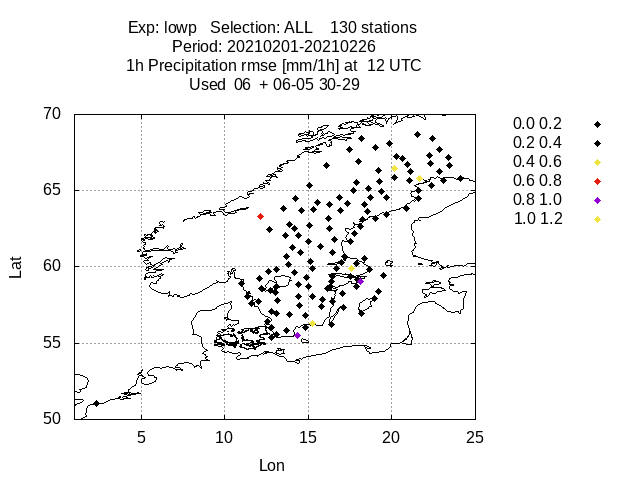 Exp: lowp   Selection: ALL    130 stations
Period: 20210201-20210226
1h Precipitation rmse [mm/1h] at  12 UTC
Used  06  + 06-05 30-29
70
65
60
55
50
Lat
5 10 15 20 25
Lon
0.0 0.2
0.2 0.4
0.4 0.6
0.6 0.8
0.8 1.0
1.0 1.2